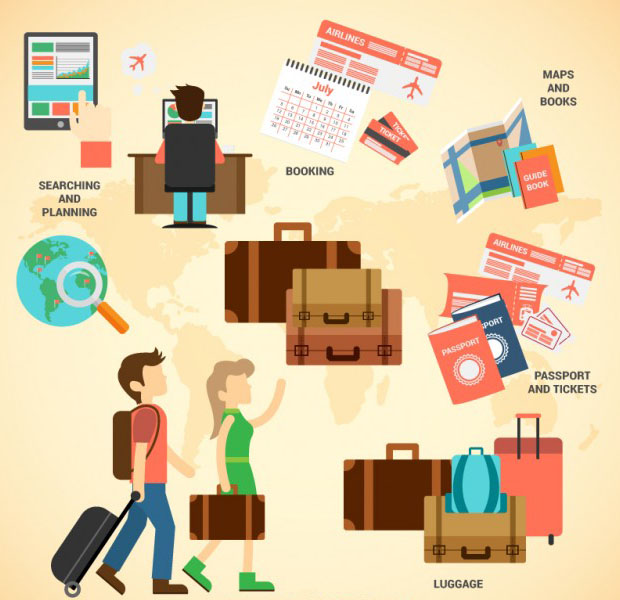 AIRLINES
July
TICKET
TICKET
BOOKING
MAPS
AND
BOOKS
GUIDE
BOOK
SEARCHING
AND
PLANNING
AIRLINES
PASSPORT
PASSPORT
PASSPORT
AND TICKETS
LUGGAGE